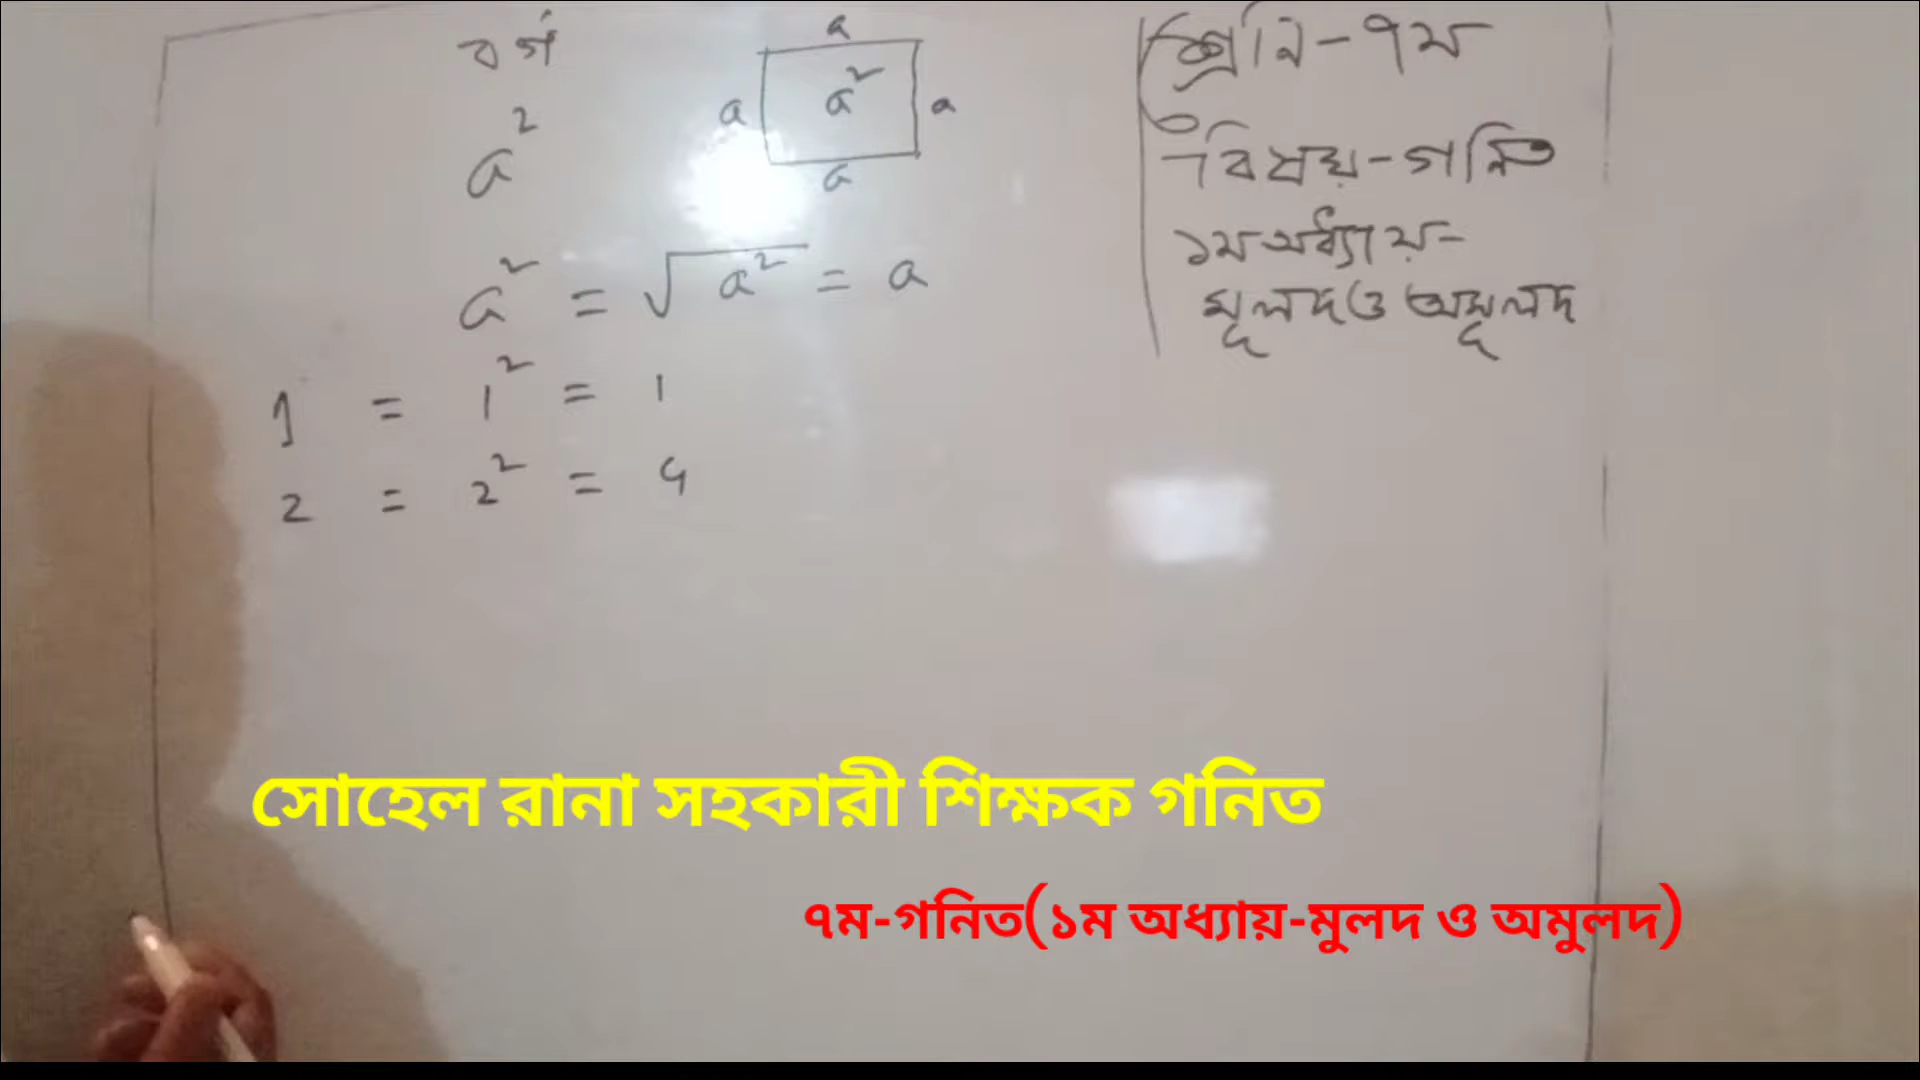 বর্গ
a²
a
a a² a
a
a² = √a² = a
1 = 1² = 1
2 = 2² = 4
শ্রেনি-৭ম
বিষয়-গনিত
১ম অধ্যায়-
মূলদ ও অমূলদ
সোহেল রানা সহকারী শিক্ষক গনিত
৭ম-গনিত(১ম অধ্যায়-মুলদ ও অমুলদ)